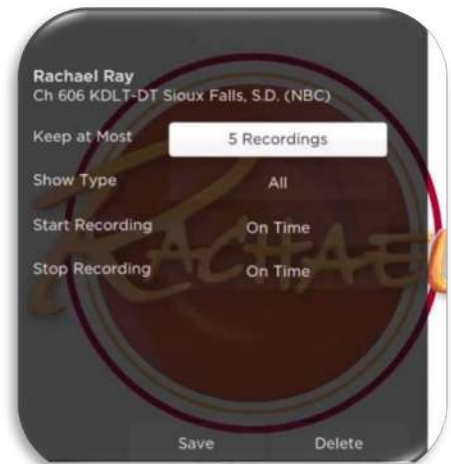 Rachael Ray
Ch 606 KDLT-DT Sioux Falls, S.D. (NBC)
Keep at Most 5 Recordings
Show Type All
Start Recording On Time
Stop Recording On Time
RACHAE
Save Delete